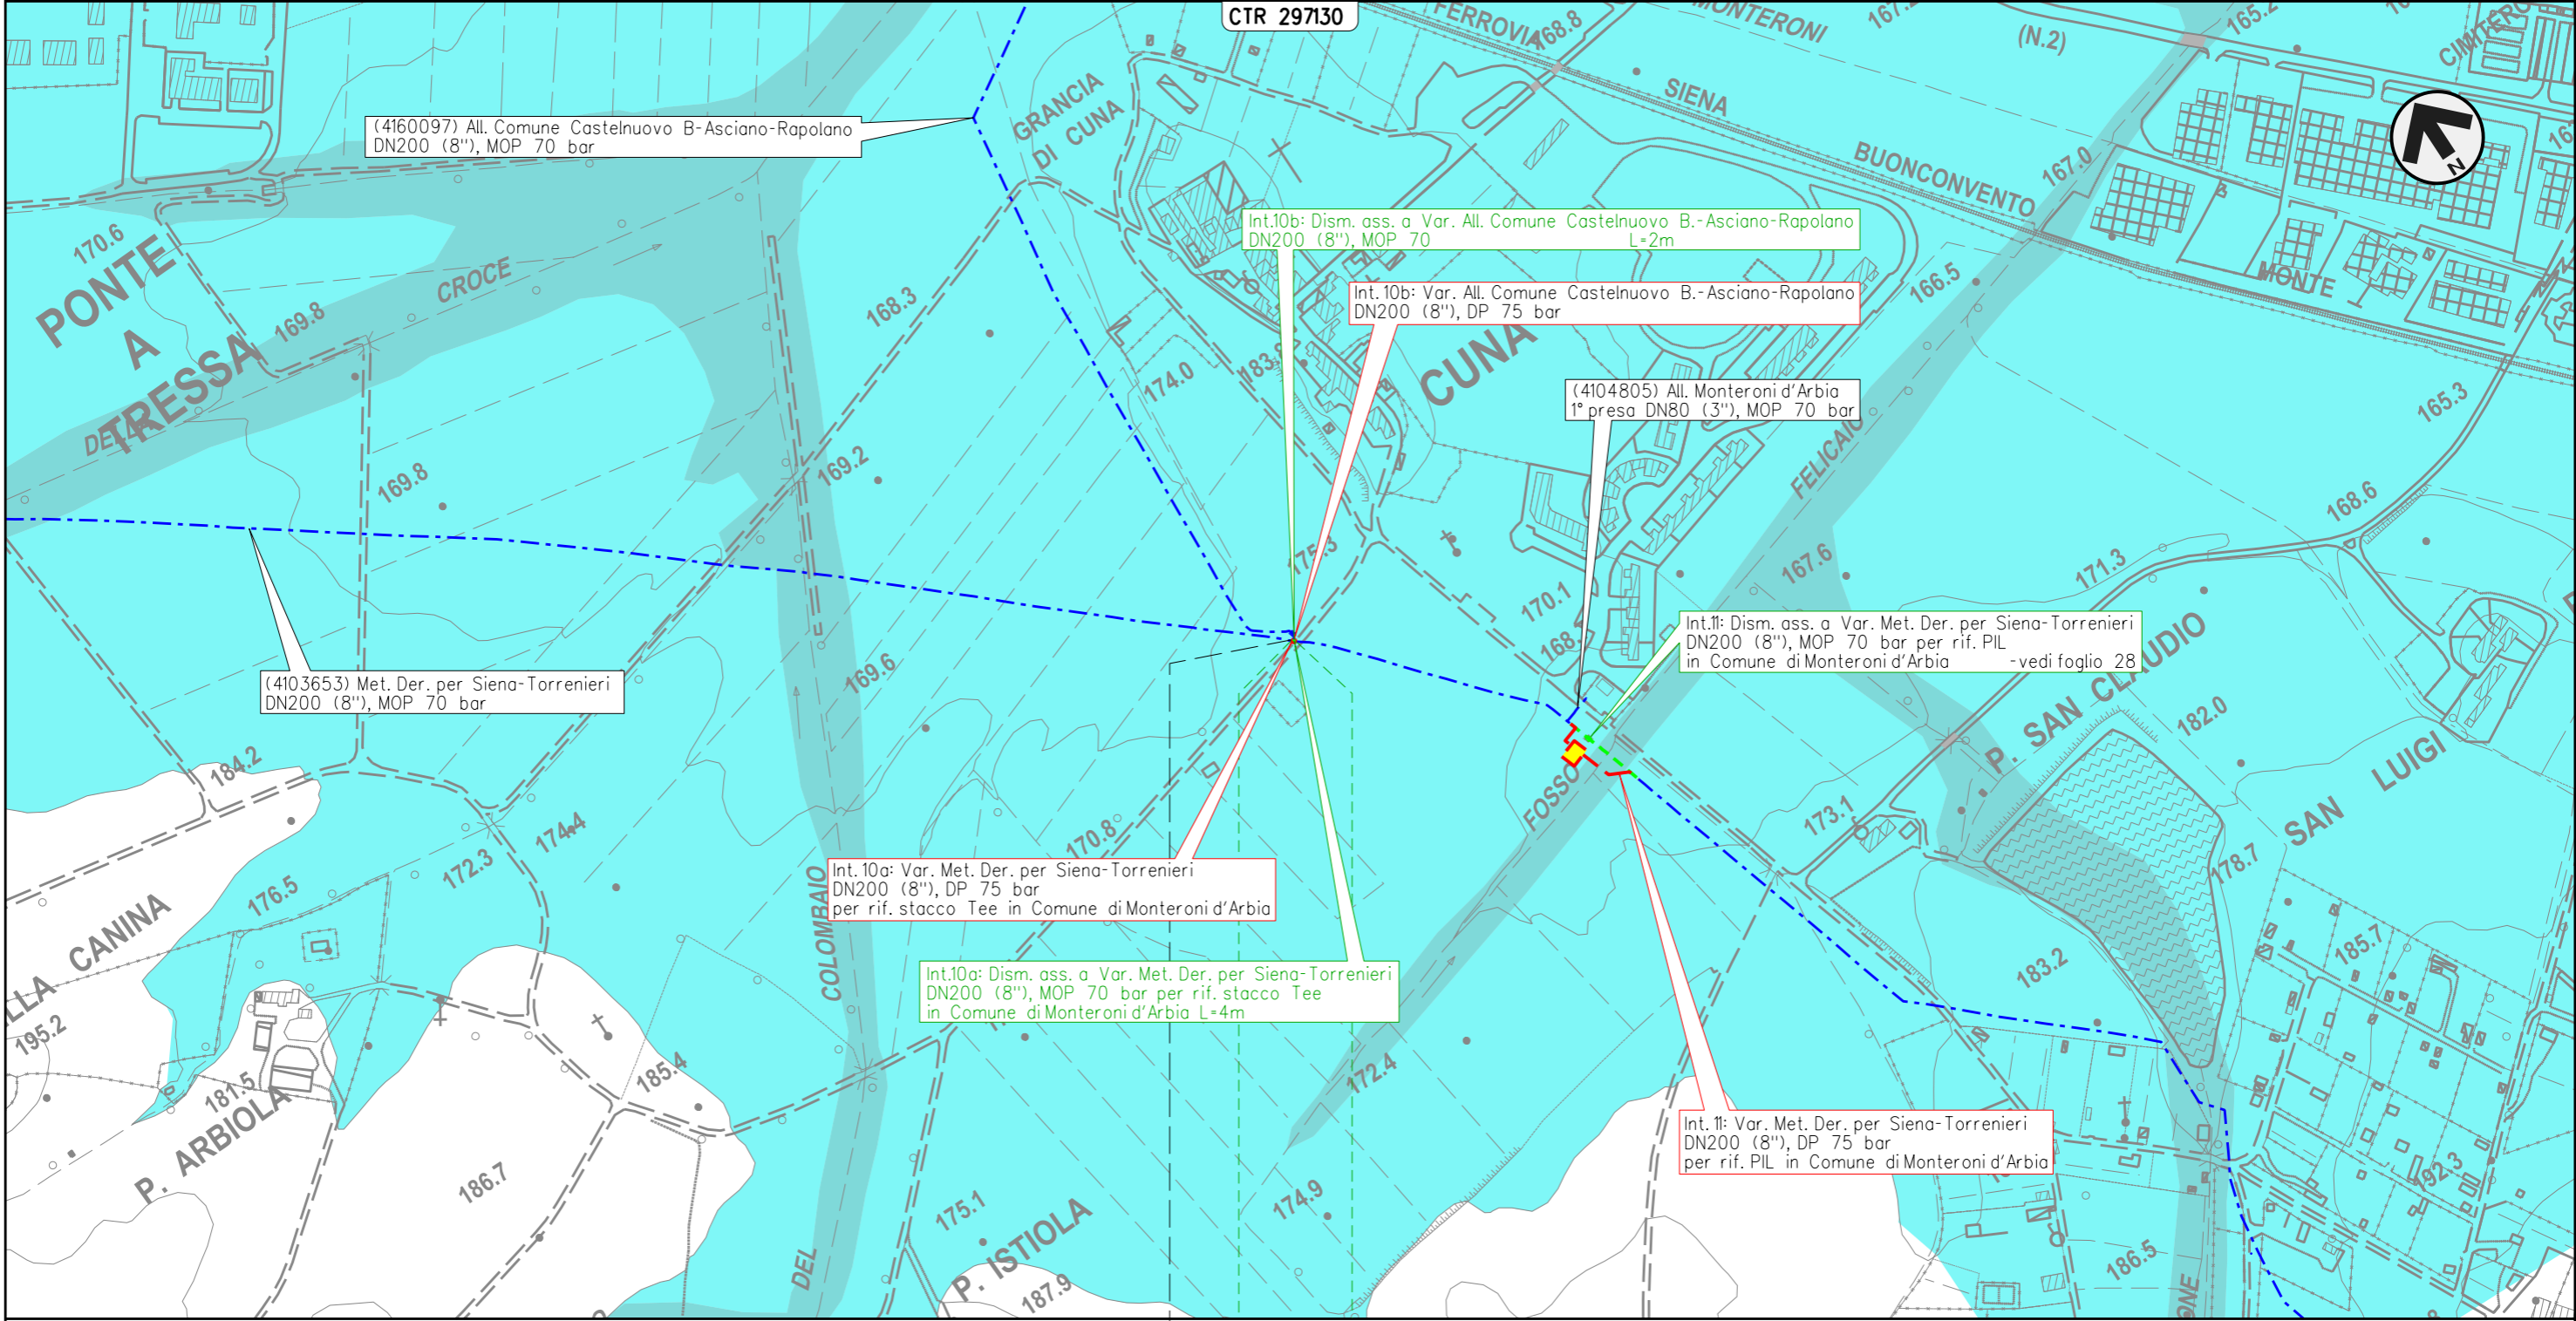 CTR 297130
FERROVIA
168.8
MONTERONI
(N.2)
165.2
SIENA
BUONCONVENTO
167.0
MONTE
N
(4160097) All. Comune Castelnuovo B-Asciano-Rapolano
DN200 (8"), MOP 70 bar
GRANCIA
DI CUNA
Int.10b: Dism. ass. a Var. All. Comune Castelnuovo B.-Asciano-Rapolano
DN200 (8"), MOP 70 L=2m
Int. 10b: Var. All. Comune Castelnuovo B.-Asciano-Rapolano
DN200 (8"), DP 75 bar
170.6
PONTE
A
TRESSA
169.8
CROCE
168.3
174.0
CUNA
166.5
(4104805) All. Monteroni d'Arbia
1° presa DN80 (3"), MOP 70 bar
165.3
169.8
169.2
FELICAIO
168.6
167.6
171.3
170.1
Int.11: Dism. ass. a Var. Met. Der. per Siena-Torrenieri
DN200 (8"), MOP 70 bar per rif. PIL
in Comune di Monteroni d'Arbia -vedi foglio 28
(4103653) Met. Der. per Siena-Torrenieri
DN200 (8"), MOP 70 bar
169.6
P. SAN CLAUDIO
182.0
SAN LUIGI
184.2
174.4
172.3
176.5
170.8
FOSSO
173.1
178.7
Int. 10a: Var. Met. Der. per Siena-Torrenieri
DN200 (8"), DP 75 bar
per rif. stacco Tee in Comune di Monteroni d'Arbia
COLOMBAIO
CANINA
195.2
183.2
185.7
Int.10a: Dism. ass. a Var. Met. Der. per Siena-Torrenieri
DN200 (8"), MOP 70 bar per rif. stacco Tee
in Comune di Monteroni d'Arbia L=4m
181.5
P. ARBIOLA
185.4
172.4
Int. 11: Var. Met. Der. per Siena-Torrenieri
DN200 (8"), DP 75 bar
per rif. PIL in Comune di Monteroni d'Arbia
186.7
175.1
174.9
192.3
DEL
P. ISTIOLA
187.9
186.5